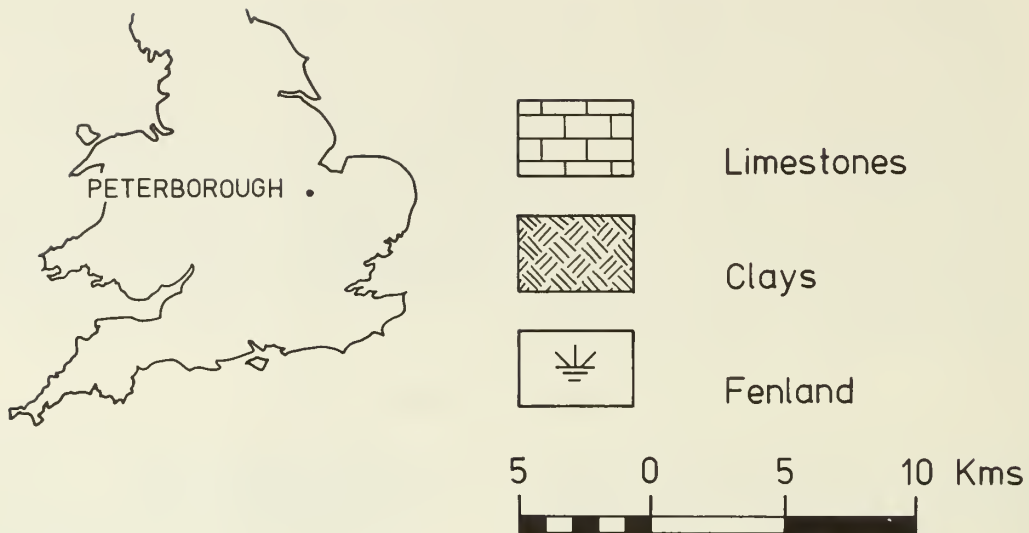 Limestones
PETERBOROUGH
Clays
Fenland
5 0 5 10 Kms